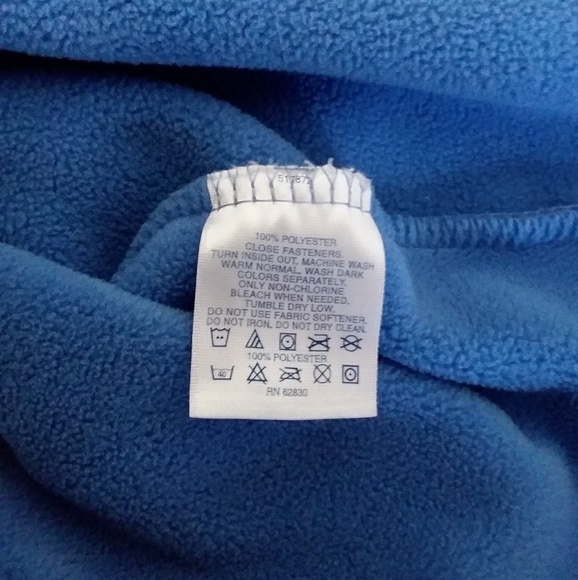 100% POLYESTER
CLOSE FASTENERS.
TURN INSIDE OUT, MACHINE WASH
WARM NORMAL, WASH DARK
COLORS SEPARATELY,
ONLY NON-CHLORINE
BLEACH WHEN NEEDED,
TUMBLE DRY LOW,
DO NOT USE FABRIC SOFTENER,
DO NOT IRON, DO NOT DRY CLEAN.
100% POLYESTER
40
RN 62830